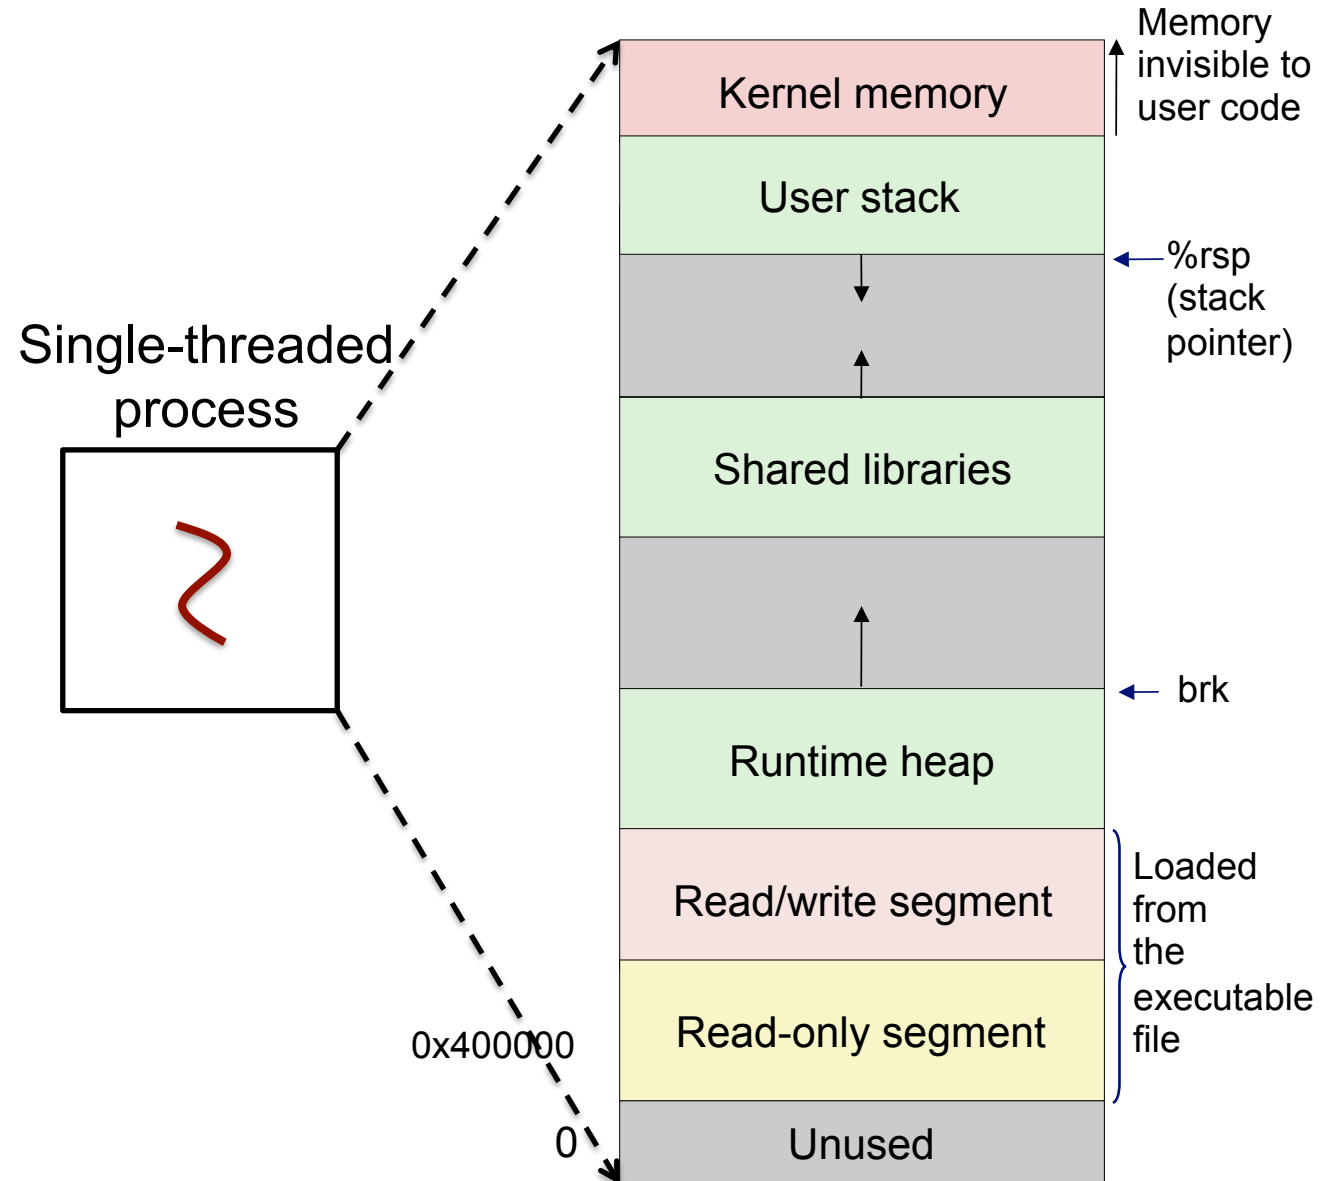 Memory
invisible to
user code
Kernel memory
User stack
%rsp
(stack
pointer)
Single-threaded
process
Shared libraries
brk
Runtime heap
Read/write segment
Loaded
from
the
executable
file
Read-only segment
0x400000
0
Unused